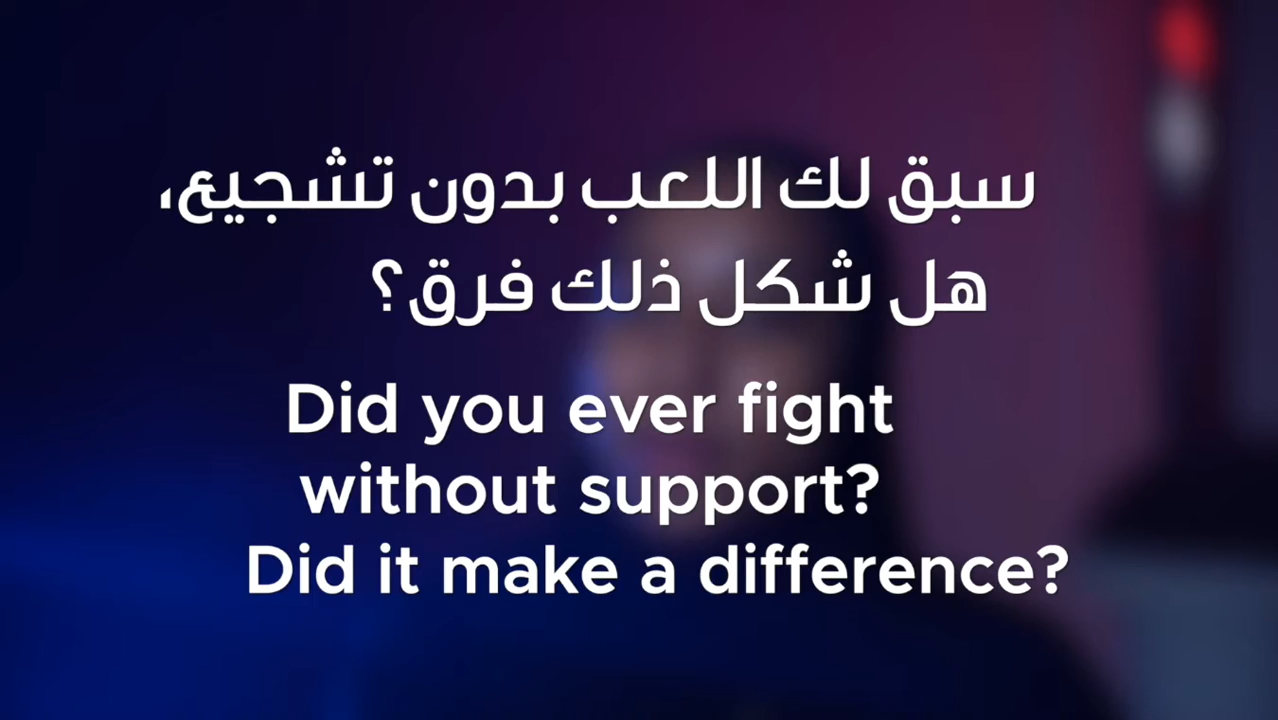 سبق لك اللعب بدون تشجيع،
هل شكل ذلك فرق؟
Did you ever fight
without support?
Did it make a difference?